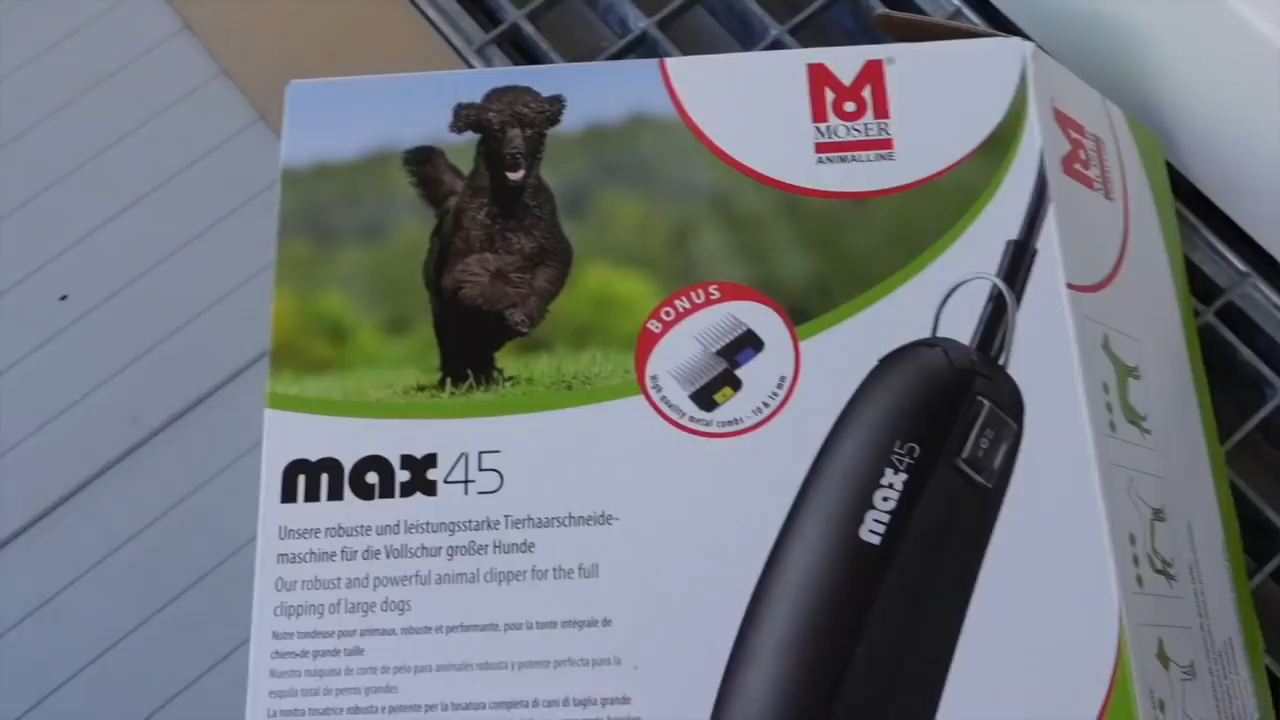 MOSER
ANIMALLINE
BONUS
High quality metal combs - 10 & 16 mm
max45
max45
Unsere robuste und leistungsstarke Tierhaarschneide-
maschine für die Vollschur großer Hunde
Our robust and powerful animal clipper for the full
clipping of large dogs
Notre tondeuse pour animaux, robuste et performante, pour la tonte intégrale de
chiens de grande taille
Nuestra máquina de corte de pelo para animales robusta y potente perfecta para la
esquila total de perros grandes
La nostra tosatrice robusta e potente per la tosatura completa di cani di taglia grande
MOSER